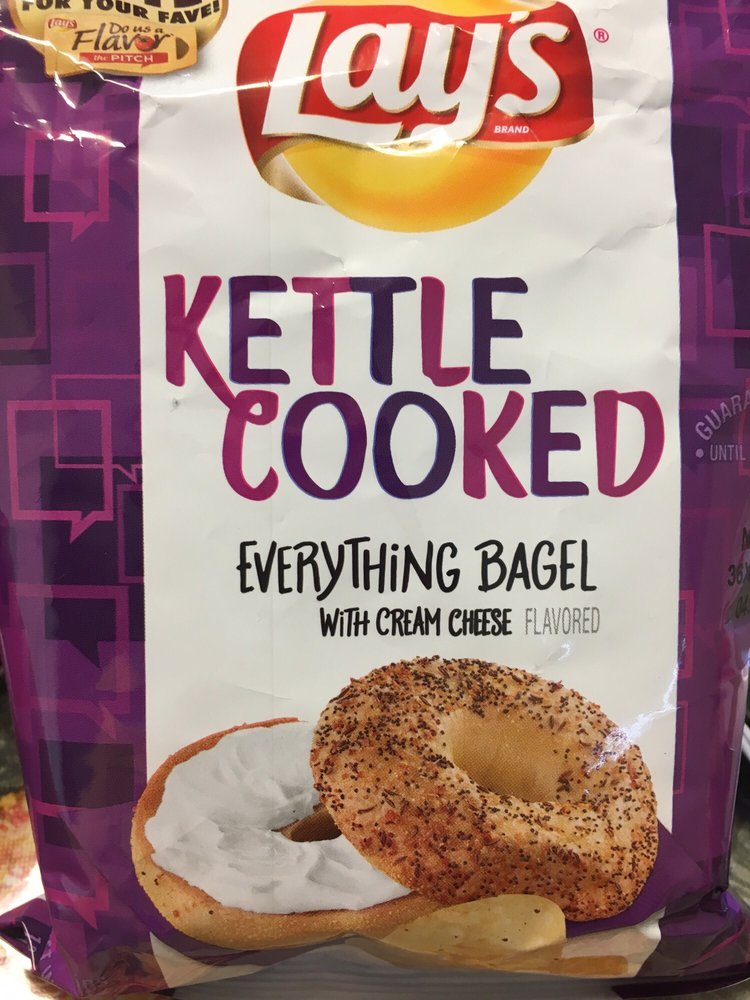 FOR YOUR FAVE!
Lay's
Do us a
Flavor
the PITCH
Lay's®
BRAND
KETTLE
COOKED
EVERYTHING BAGEL
WITH CREAM CHEESE FLAVORED
• UNTIL